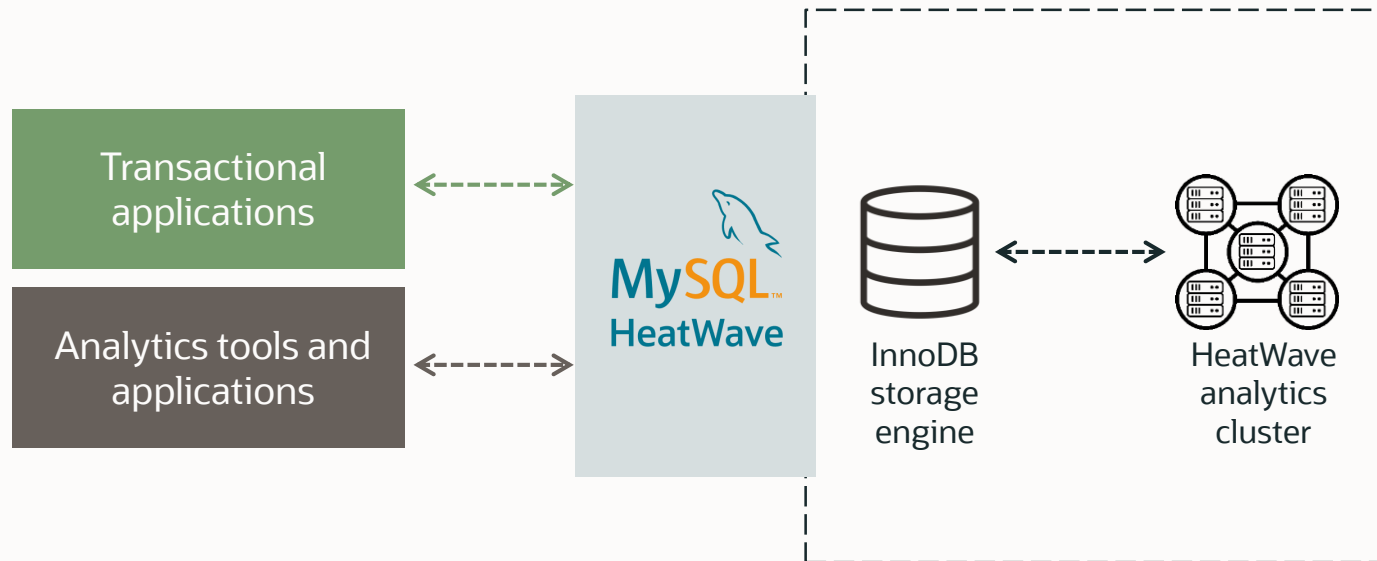 Transactional
applications
Analytics tools and
applications
MySQL™
HeatWave
InnoDB
storage
engine
HeatWave
analytics
cluster